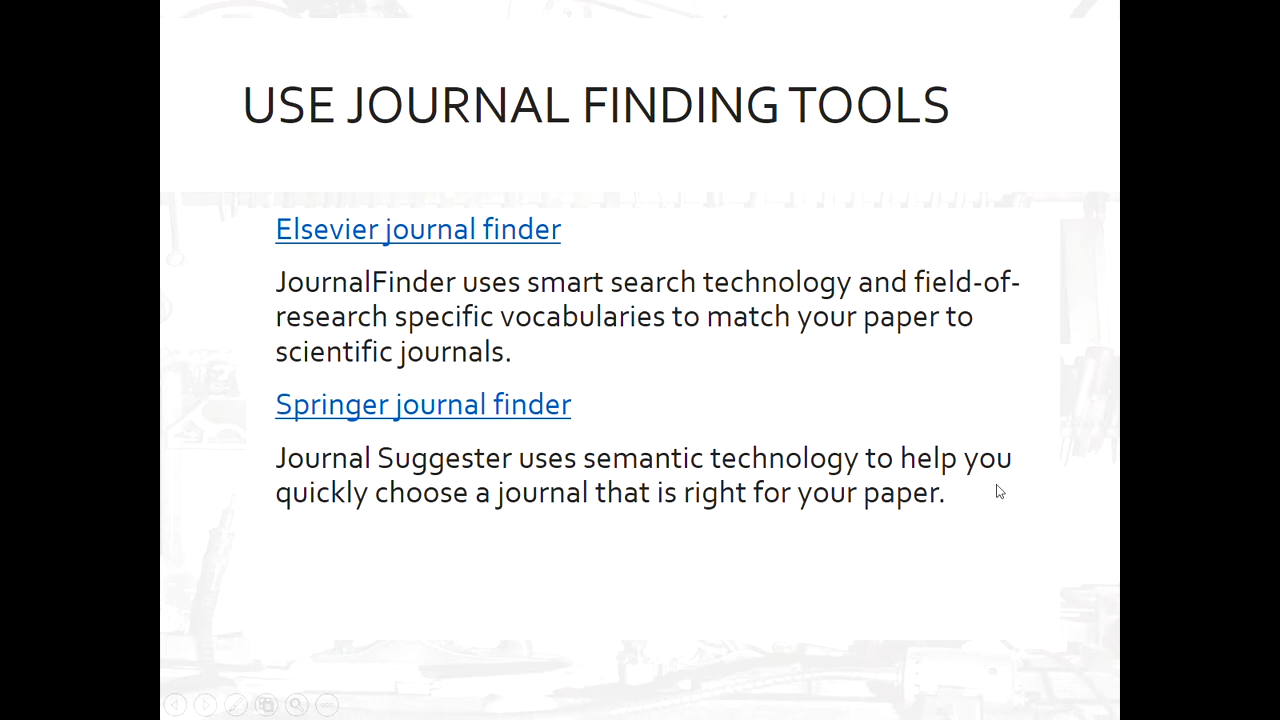 USE JOURNAL FINDING TOOLS
Elsevier journal finder
JournalFinder uses smart search technology and field-of-
research specific vocabularies to match your paper to
scientific journals.
Springer journal finder
Journal Suggester uses semantic technology to help you
quickly choose a journal that is right for your paper.